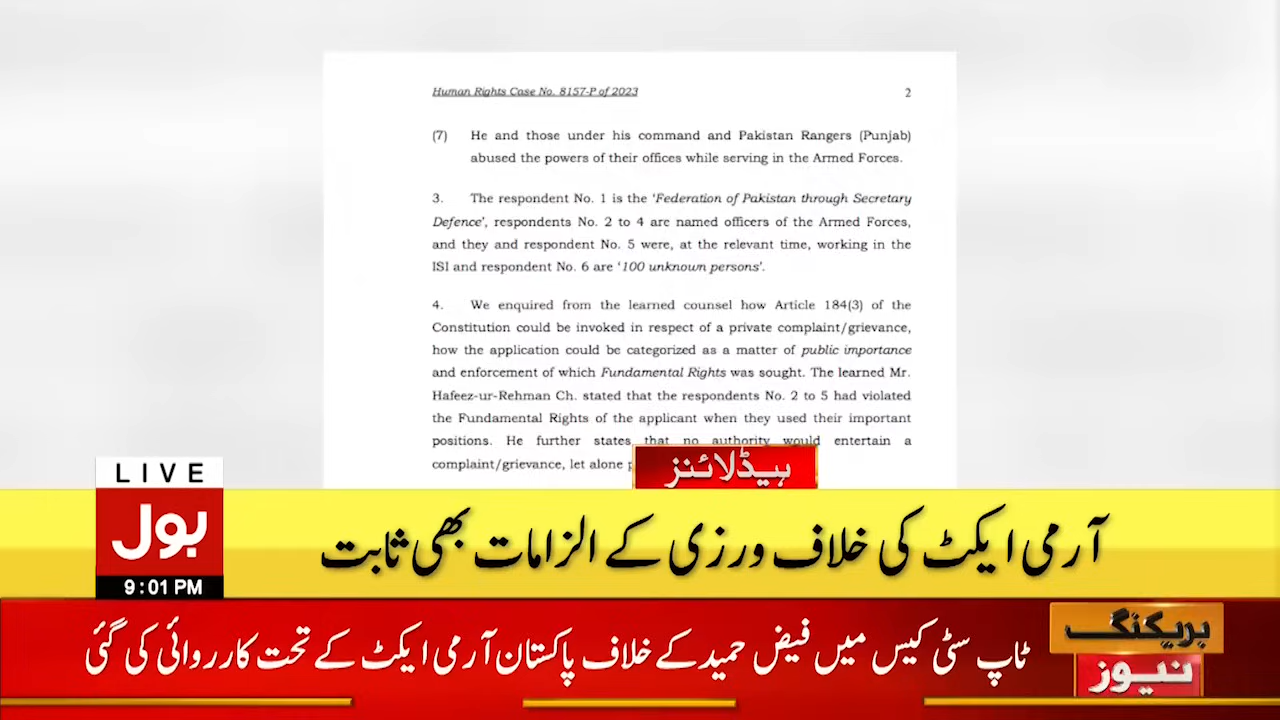 Human Rights Case No. 8157-P of 2023 2
(7) He and those under his command and Pakistan Rangers (Punjab)
abused the powers of their offices while serving in the Armed Forces.
3. The respondent No. 1 is the ‘Federation of Pakistan through Secretary
Defence’, respondents No. 2 to 4 are named officers of the Armed Forces,
and they and respondent No. 5 were, at the relevant time, working in the
ISI and respondent No. 6 are ‘100 unknown persons’.
4. We enquired from the learned counsel how Article 184(3) of the
Constitution could be invoked in respect of a private complaint/grievance,
how the application could be categorized as a matter of public importance
and enforcement of which Fundamental Rights was sought. The learned Mr.
Hafeez-ur-Rehman Ch. stated that the respondents No. 2 to 5 had violated
the Fundamental Rights of the applicant when they used their important
positions. He further states that no authority would entertain a
complaint/grievance, let alone
ہیڈلائنز
LIVE
بول
9:01 PM
آرمی ایکٹ کی خلاف ورزی کے الزامات بھی ثابت
بریکنگ
نیوز
ٹاپ سٹی کیس میں فیض حمید کے خلاف پاکستان آرمی ایکٹ کے تحت کارروائی کی گئی